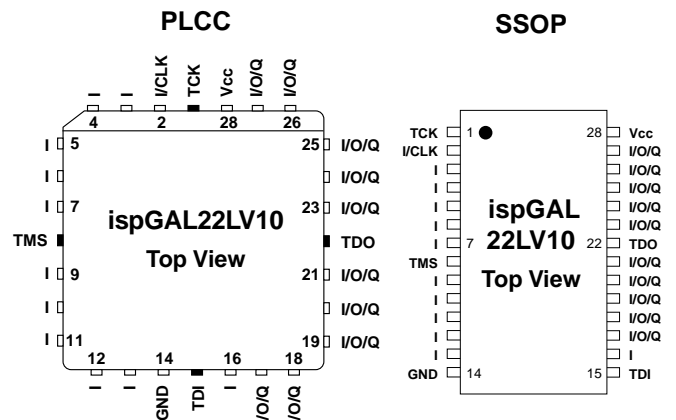 PLCC
I I I/CLK TCK Vcc I/O/Q I/O/Q
4 2 28 26
I 5 25 I/O/Q
I I/O/Q
I 7 23 I/O/Q
ispGAL22LV10
TMS TDO
Top View
I 9 21 I/O/Q
I I/O/Q
I 11 19 I/O/Q
12 14 16 18
I I GND TDI I I/O/Q I/O/Q
SSOP
TCK 1 28 Vcc
I/CLK I/O/Q
I I/O/Q
I I/O/Q
I I/O/Q
ispGAL
I I/O/Q
I 7 22LV10 22 TDO
TMS I/O/Q
Top View
I I/O/Q
I I/O/Q
I I/O/Q
I I/O/Q
I I
GND 14 15 TDI